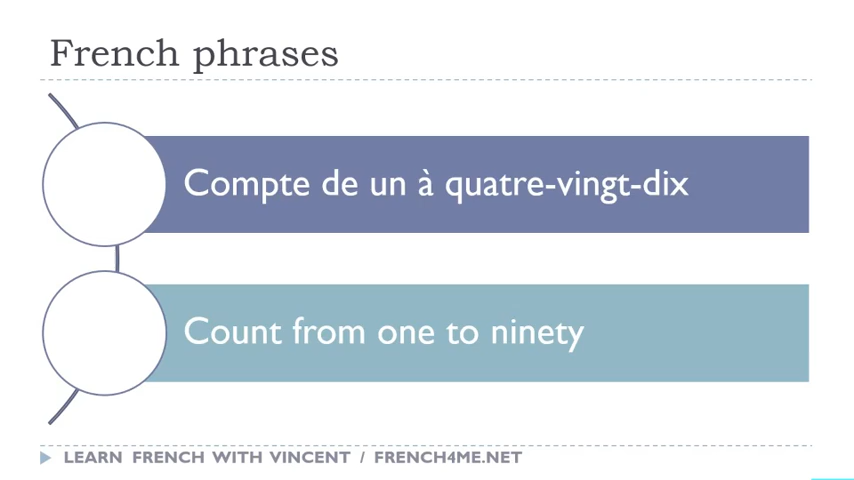 French phrases
Compte de un à quatre-vingt-dix
Count from one to ninety
LEARN FRENCH WITH VINCENT / FRENCH4ME.NET